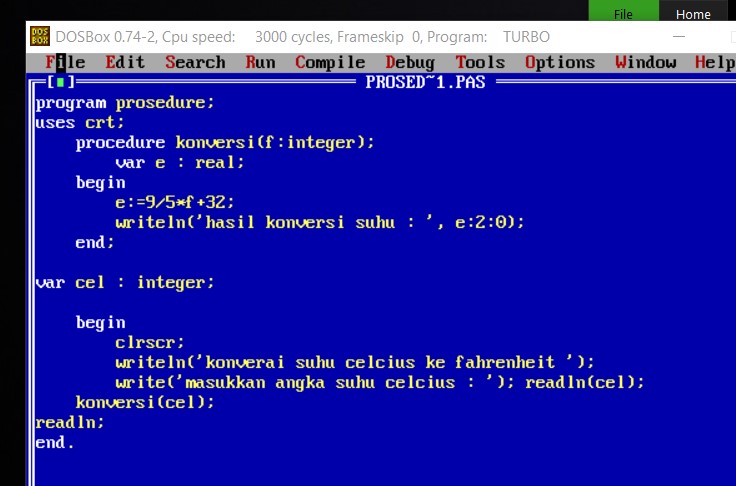 File Home
DOS BOX DOSBox 0.74-2, Cpu speed: 3000 cycles, Frameskip 0, Program: TURBO
File Edit Search Run Compile Debug Tools Options Window Help
[■] PROSED~1.PAS
program prosedure;
uses crt;
procedure konversi(f:integer);
var e : real;
begin
e:=9/5*f+32;
writeln('hasil konversi suhu : ', e:2:0);
end;
var cel : integer;
begin
clrscr;
writeln('konverai suhu celcius ke fahrenheit ');
write('masukkan angka suhu celcius : '); readln(cel);
konversi(cel);
readln;
end.